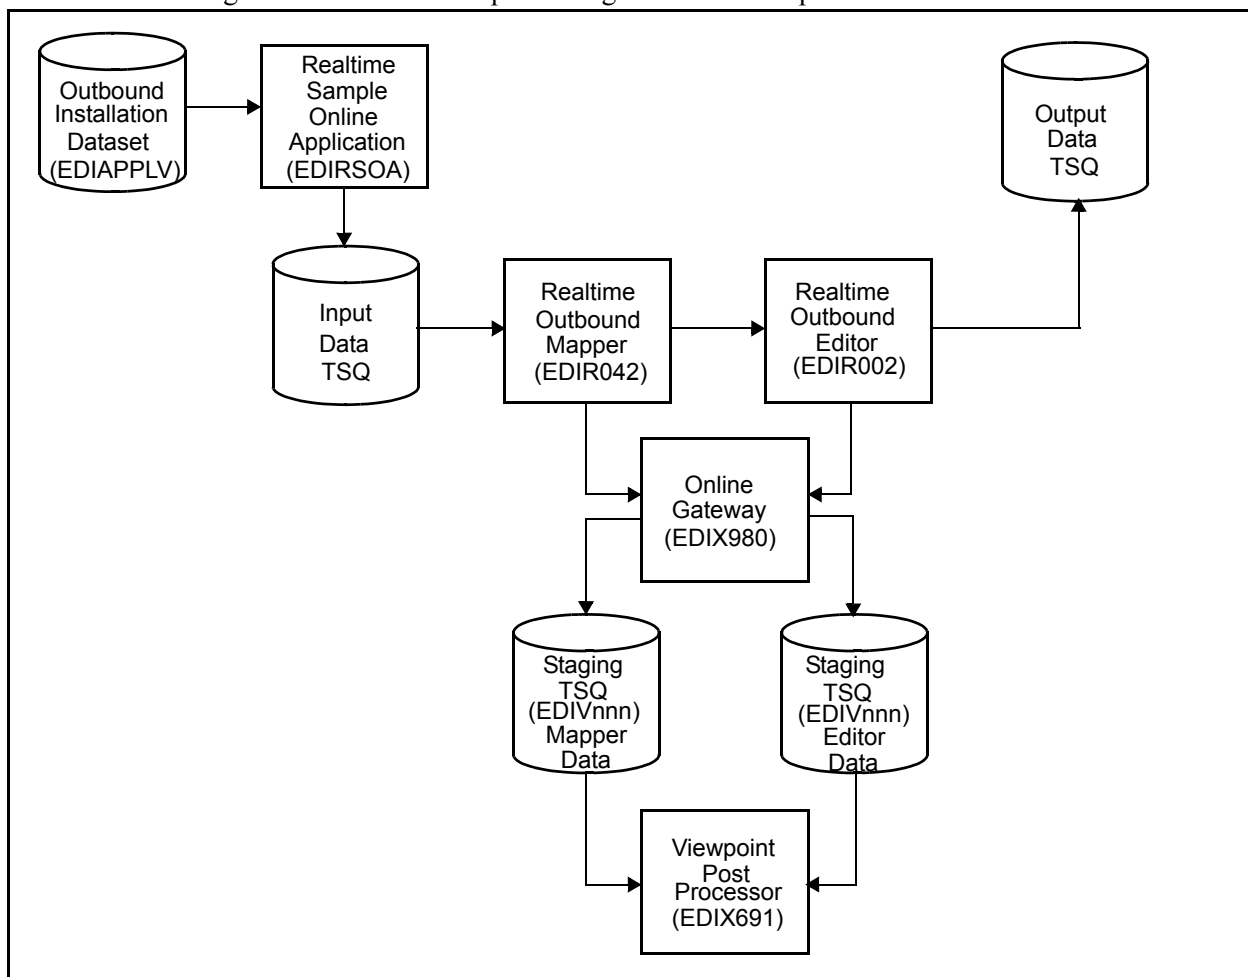 Outbound
Installation
Dataset
(EDIAPPLV)
Realtime
Sample
Online
Application
(EDIRSOA)
Output
Data
TSQ
Input
Data
TSQ
Realtime
Outbound
Mapper
(EDIR042)
Realtime
Outbound
Editor
(EDIR002)
Online
Gateway
(EDIX980)
Staging
TSQ
(EDIVnnn)
Mapper
Data
Staging
TSQ
(EDIVnnn)
Editor
Data
Viewpoint
Post
Processor
(EDIX691)